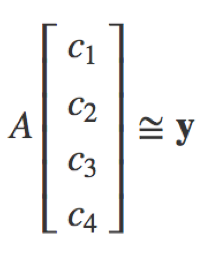 A [ c₁
c₂
c₃
c₄ ] ≅ y